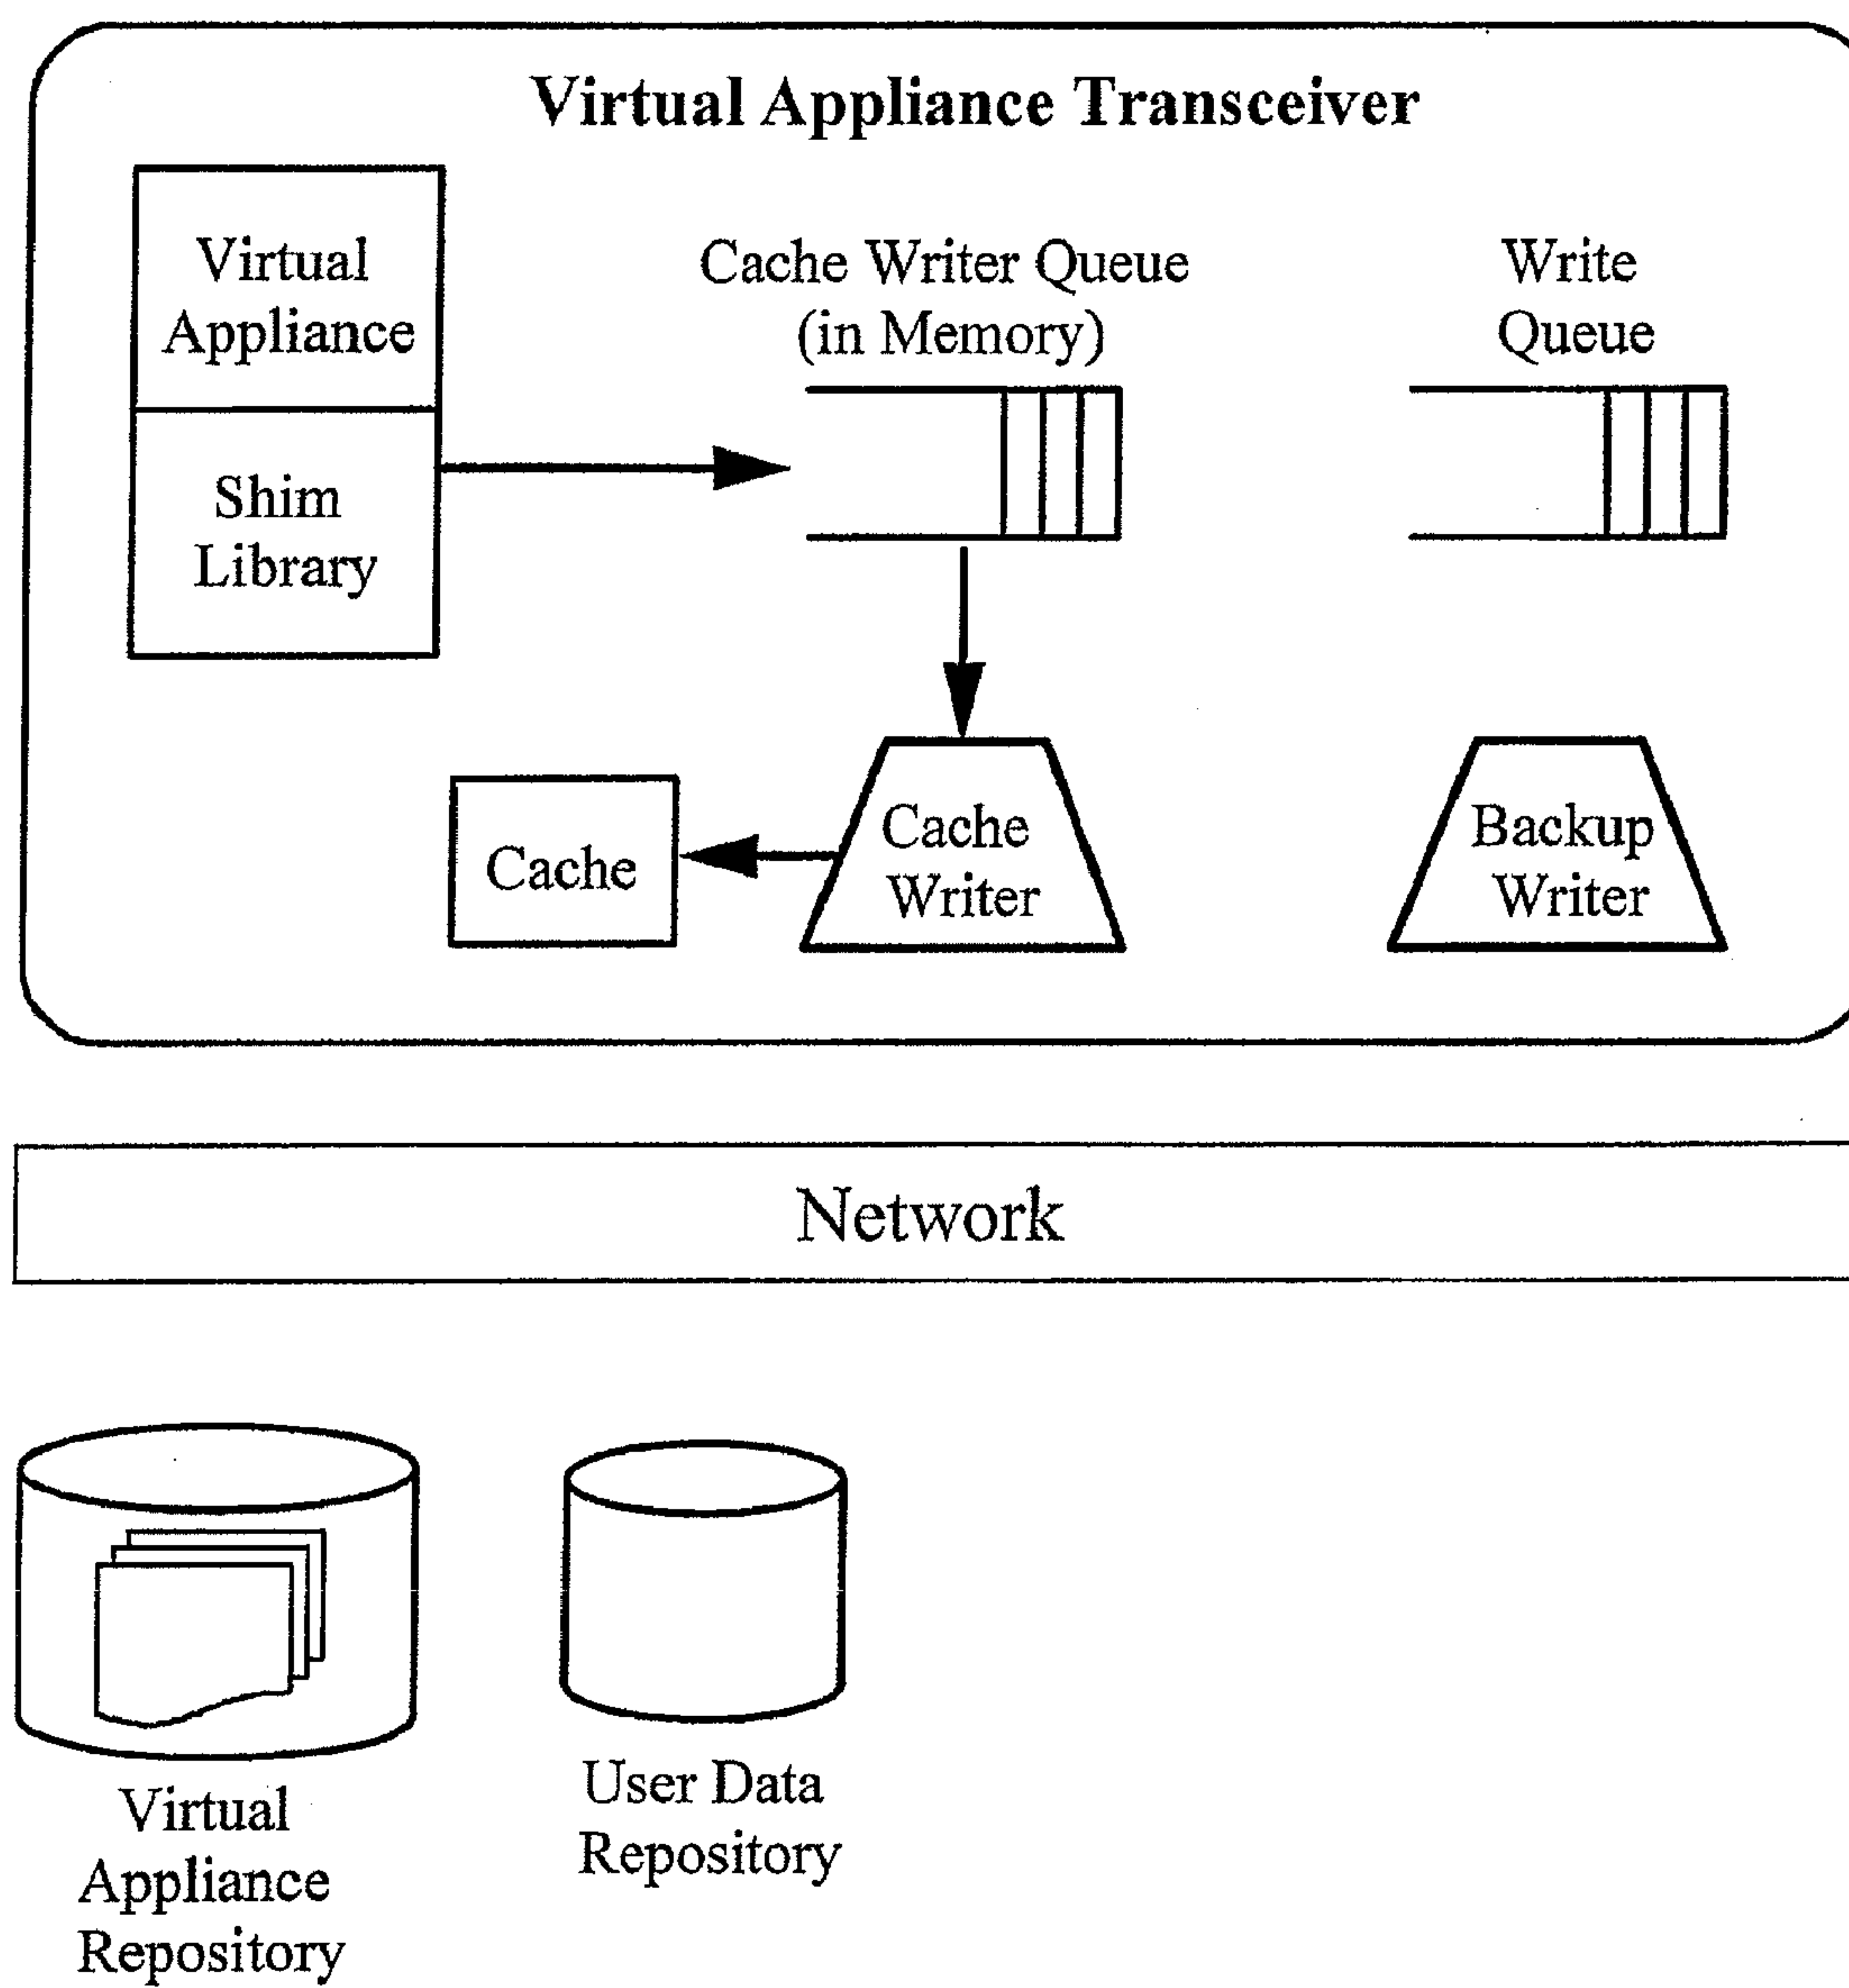 Virtual Appliance Transceiver
Virtual
Appliance
Shim
Library
Cache Writer Queue
(in Memory)
Write
Queue
Cache
Cache
Writer
Backup
Writer
Network
Virtual
Appliance
Repository
User Data
Repository